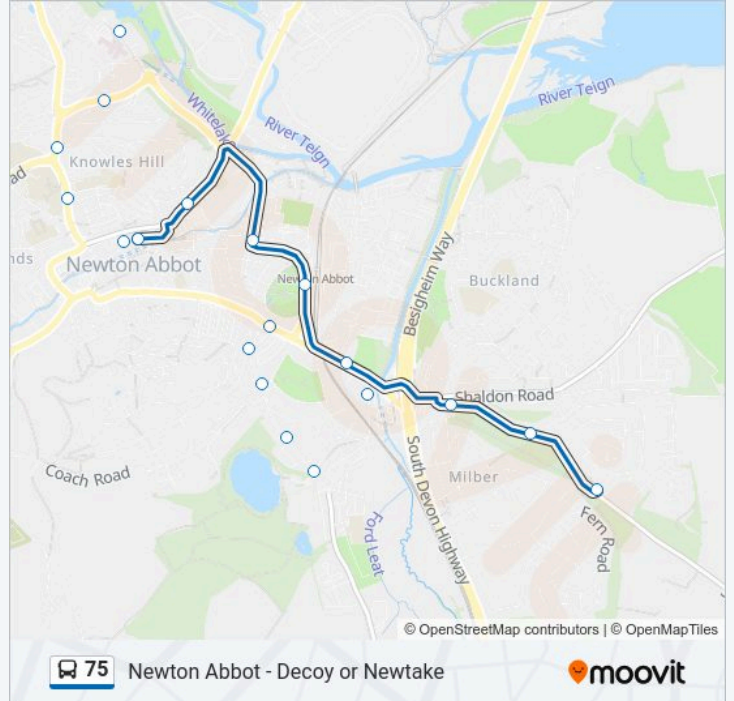 River Teign
Whitelake
River Teign
Knowles Hill
ad
nds
Newton Abbot
Newton Abbot
Besigheim Way
Buckland
Shaldon Road
South Devon Highway
Milber
Coach Road
Ford Leat
Fern Road
© OpenStreetMap contributors | © OpenMapTiles
75 Newton Abbot - Decoy or Newtake
moovit